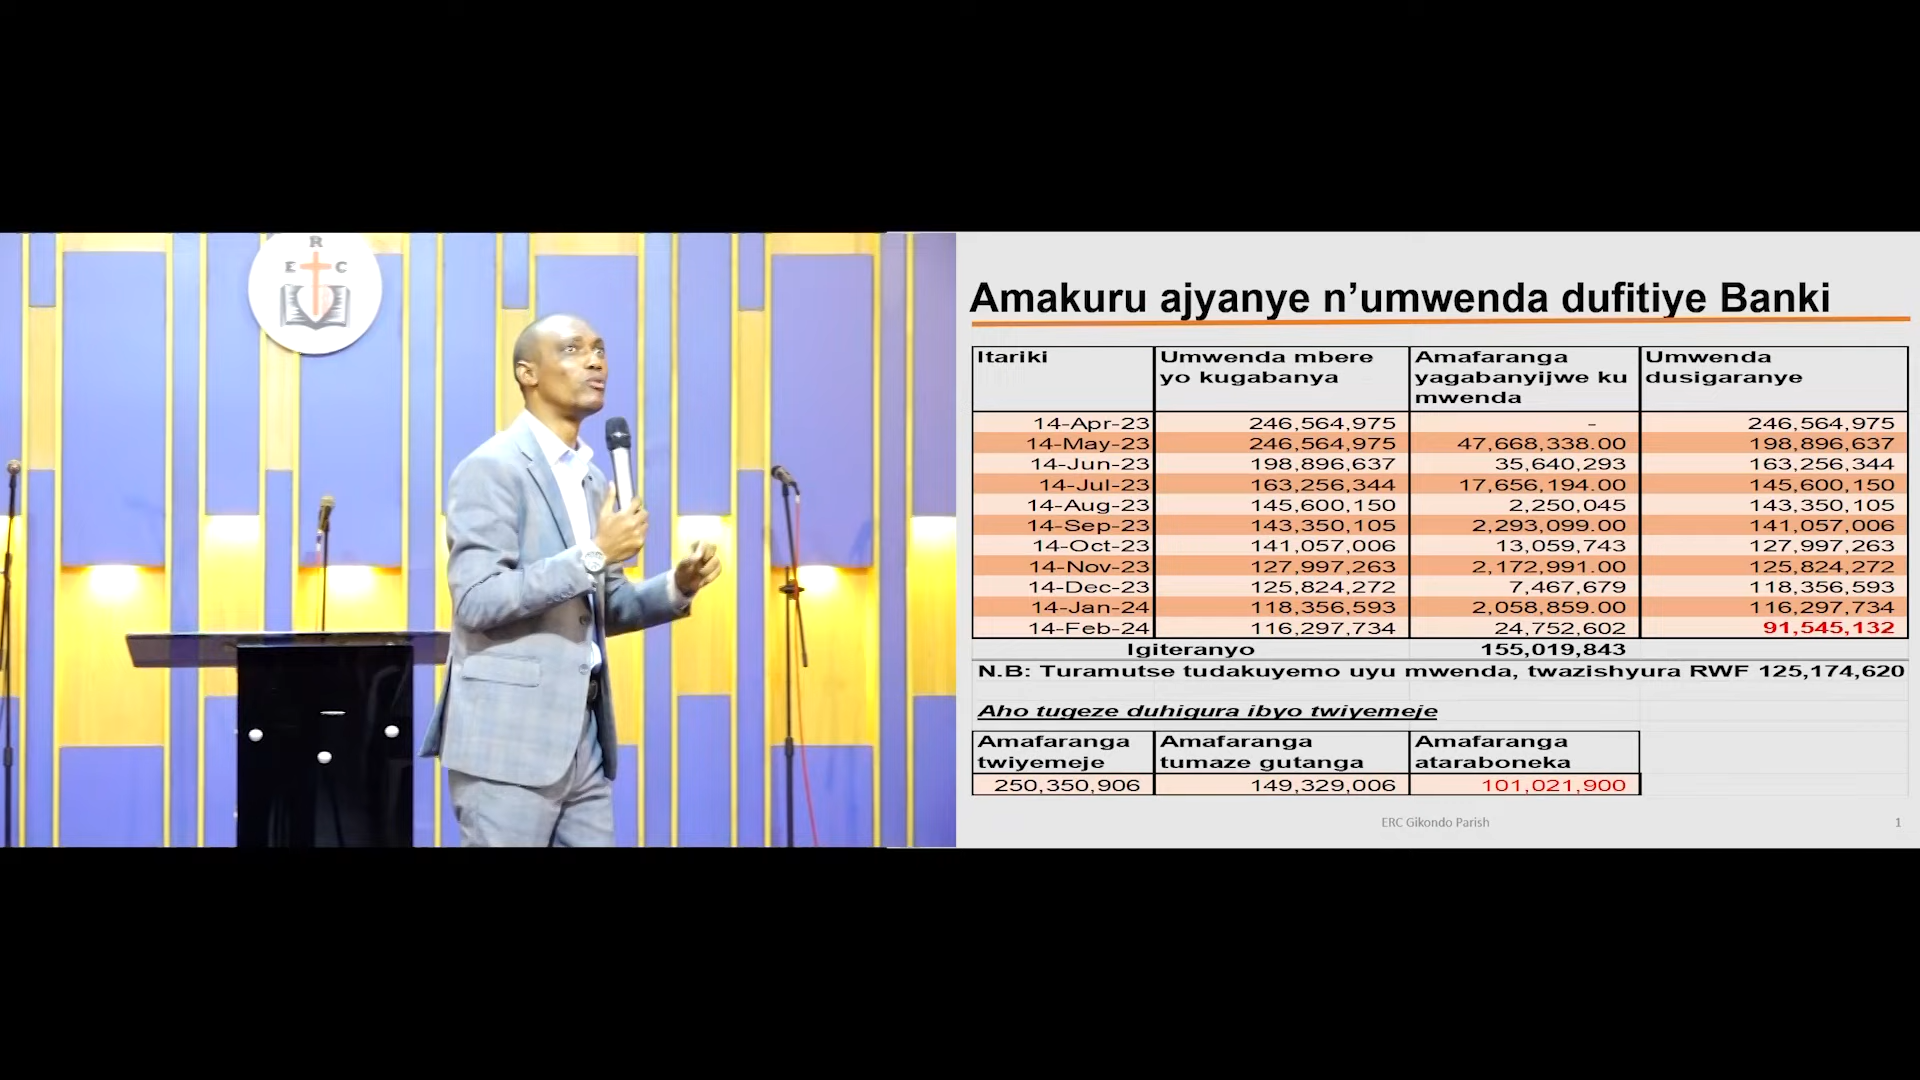 R
E C
Amakuru ajyanye n’umwenda dufitiye Banki
Itariki Umwenda mbere yo kugabanya Amafaranga yagabanyijwe ku mwenda Umwenda dusigaranye
14-Apr-23 246,564,975 - 246,564,975
14-May-23 246,564,975 47,668,338.00 198,896,637
14-Jun-23 198,896,637 35,640,293 163,256,344
14-Jul-23 163,256,344 17,656,194.00 145,600,150
14-Aug-23 145,600,150 2,250,045 143,350,105
14-Sep-23 143,350,105 2,293,099.00 141,057,006
14-Oct-23 141,057,006 13,059,743 127,997,263
14-Nov-23 127,997,263 2,172,991.00 125,824,272
14-Dec-23 125,824,272 7,467,679 118,356,593
14-Jan-24 118,356,593 2,058,859.00 116,297,734
14-Feb-24 116,297,734 24,752,602 91,545,132
Igiteranyo 155,019,843
N.B: Turamutse tudakuyemo uyu mwenda, twazishyura RWF 125,174,620
Aho tugeze duhigura ibyo twiyemeje
Amafaranga twiyemeje Amafaranga tumaze gutanga Amafaranga ataraboneka
250,350,906 149,329,006 101,021,900
ERC Gikondo Parish 1